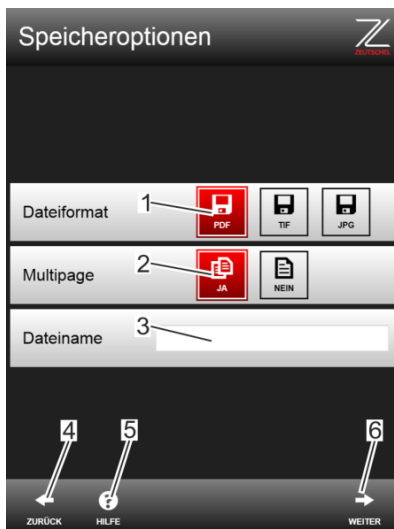 Speicheroptionen
ZEUTSCHEL
Dateiformat
1
PDF
TIF
JPG
Multipage
2
JA
NEIN
Dateiname
3
4
5
6
ZURÜCK
HILFE
WEITER